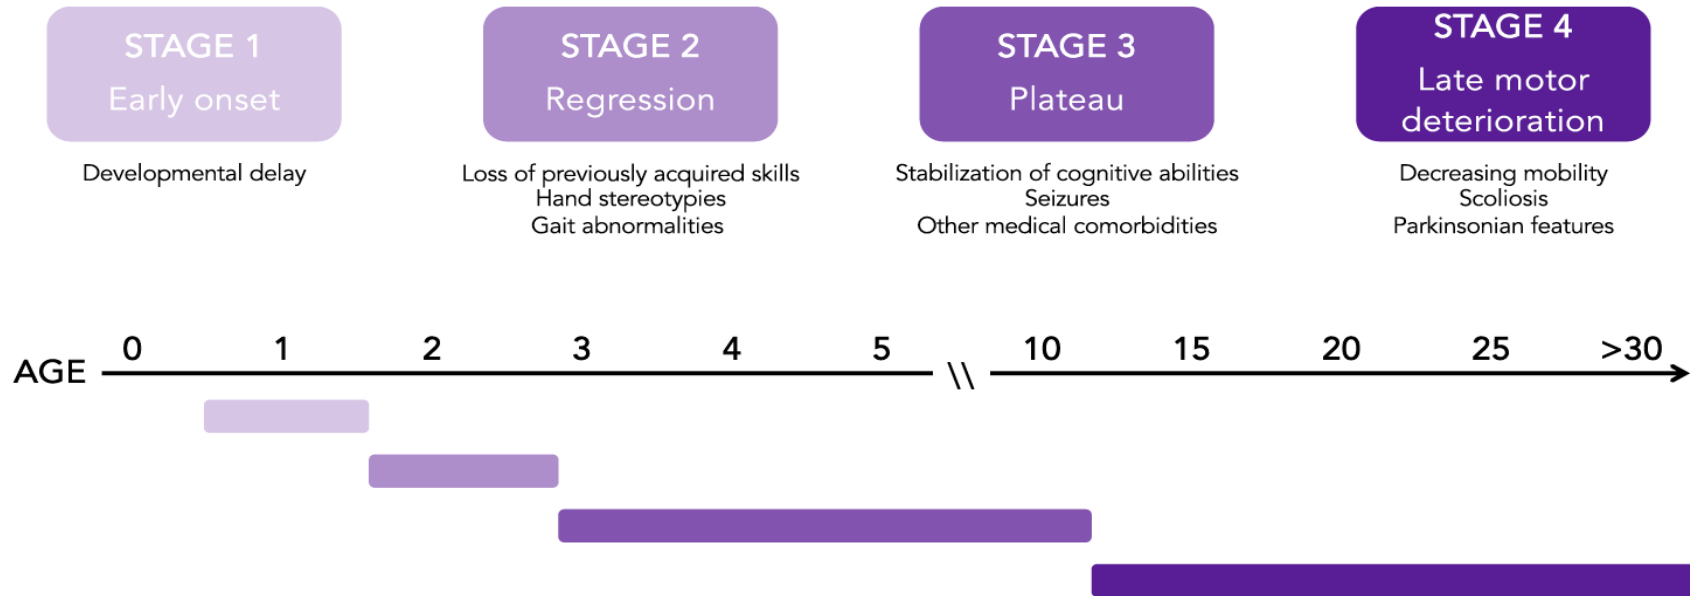 STAGE 1
Early onset
Developmental delay
STAGE 2
Regression
Loss of previously acquired skills
Hand stereotypies
Gait abnormalities
STAGE 3
Plateau
Stabilization of cognitive abilities
Seizures
Other medical comorbidities
STAGE 4
Late motor
deterioration
Decreasing mobility
Scoliosis
Parkinsonian features
AGE 0 1 2 3 4 5 \\ 10 15 20 25 >30